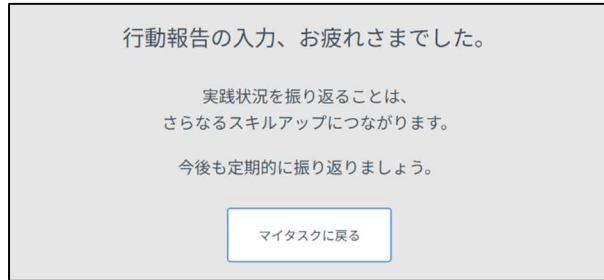 行動報告の入力、お疲れさまでした。
実践状況を振り返ることは、
さらなるスキルアップにつながります。
今後も定期的に振り返りましょう。
マイタスクに戻る